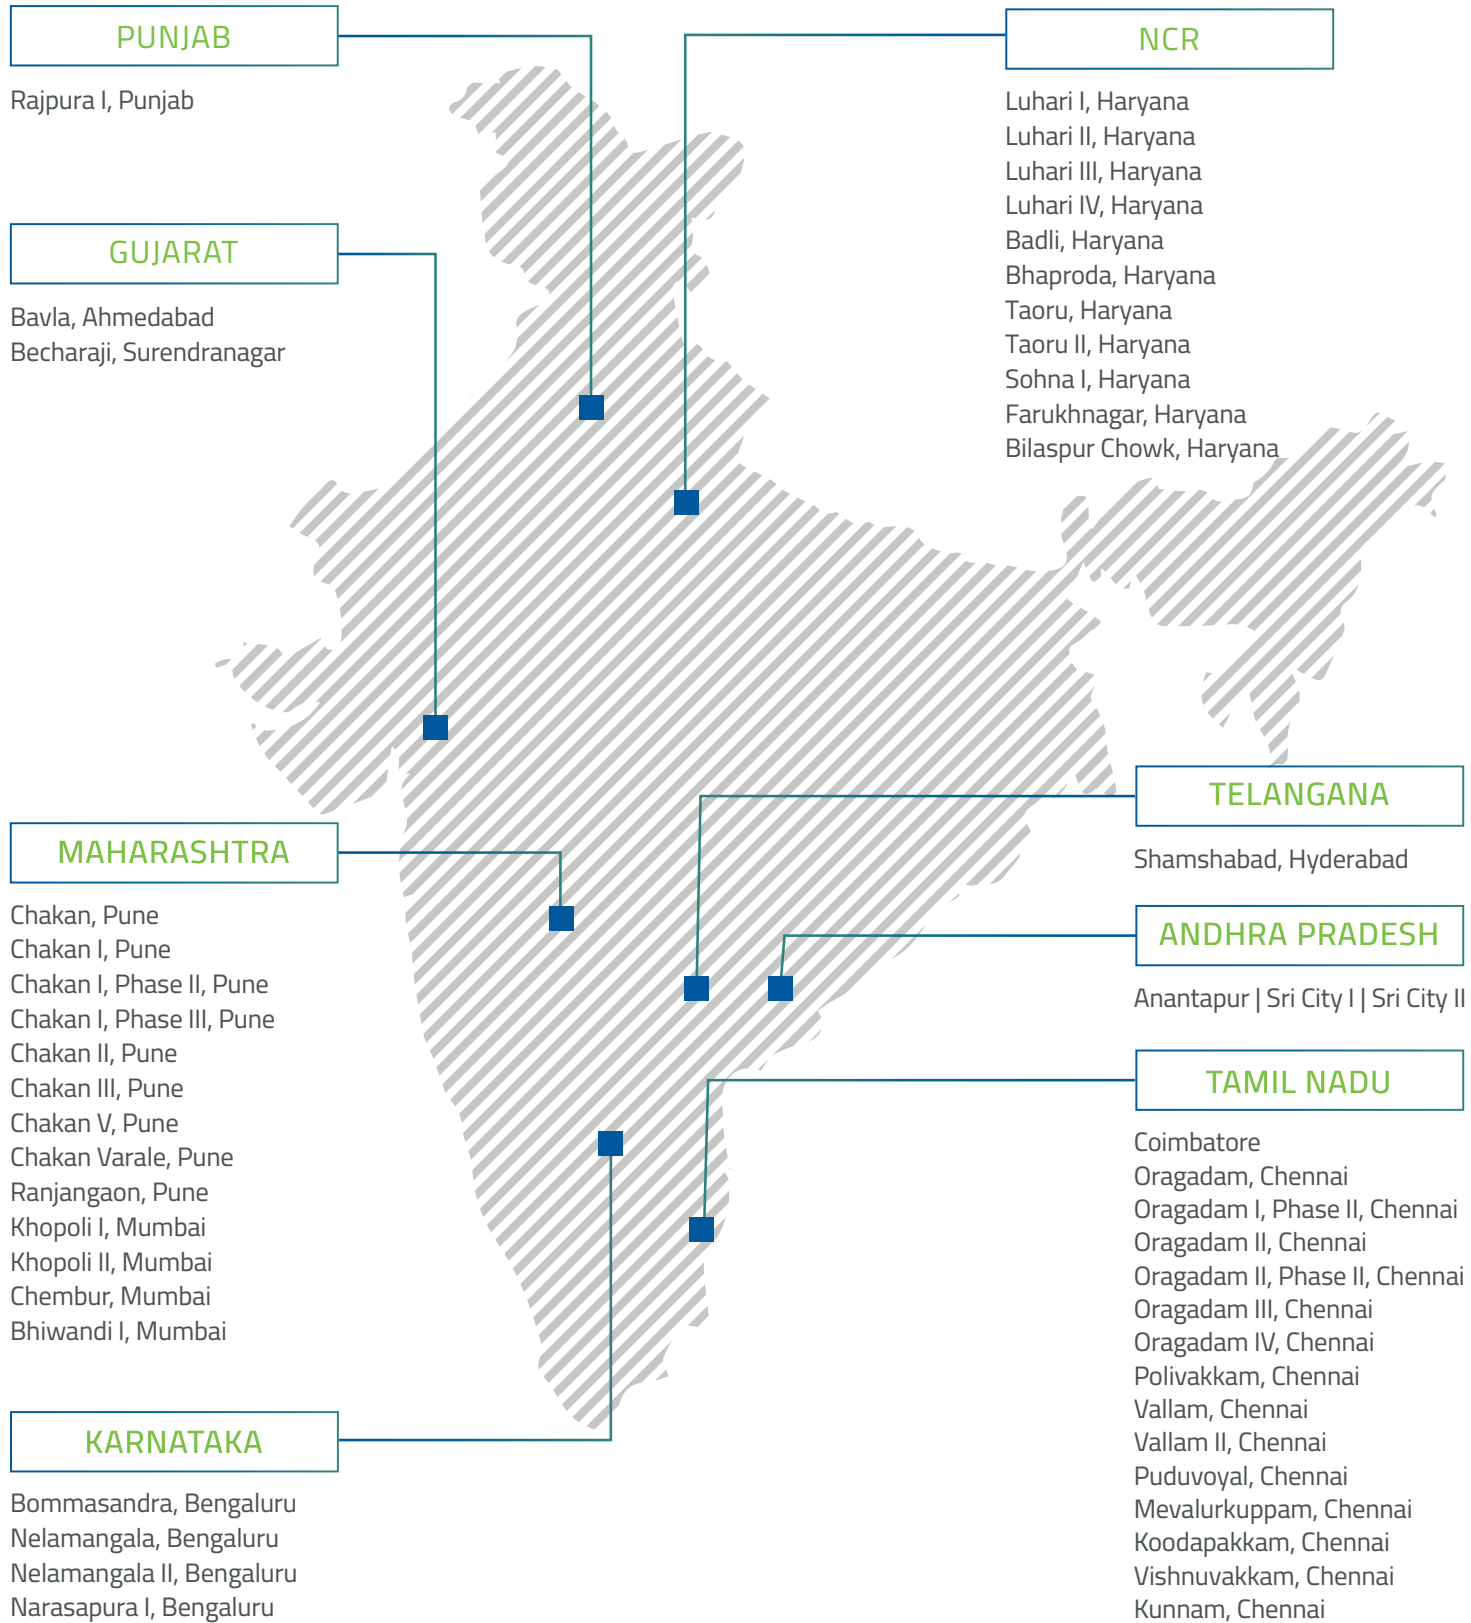 PUNJAB
Rajpura I, Punjab
NCR
Luhari I, Haryana
Luhari II, Haryana
Luhari III, Haryana
Luhari IV, Haryana
Badli, Haryana
Bhaproda, Haryana
Taoru, Haryana
Taoru II, Haryana
Sohna I, Haryana
Farukhnagar, Haryana
Bilaspur Chowk, Haryana
GUJARAT
Bavla, Ahmedabad
Becharaji, Surendranagar
TELANGANA
Shamshabad, Hyderabad
MAHARASHTRA
Chakan, Pune
Chakan I, Pune
Chakan I, Phase II, Pune
Chakan I, Phase III, Pune
Chakan II, Pune
Chakan III, Pune
Chakan V, Pune
Chakan Varale, Pune
Ranjangaon, Pune
Khopoli I, Mumbai
Khopoli II, Mumbai
Chembur, Mumbai
Bhiwandi I, Mumbai
ANDHRA PRADESH
Anantapur | Sri City I | Sri City II
TAMIL NADU
Coimbatore
Oragadam, Chennai
Oragadam I, Phase II, Chennai
Oragadam II, Chennai
Oragadam II, Phase II, Chennai
Oragadam III, Chennai
Oragadam IV, Chennai
Polivakkam, Chennai
Vallam, Chennai
Vallam II, Chennai
Puduvoyal, Chennai
Mevalurkuppam, Chennai
Koodapakkam, Chennai
Vishnuvakkam, Chennai
Kunnam, Chennai
KARNATAKA
Bommasandra, Bengaluru
Nelamangala, Bengaluru
Nelamangala II, Bengaluru
Narasapura I, Bengaluru